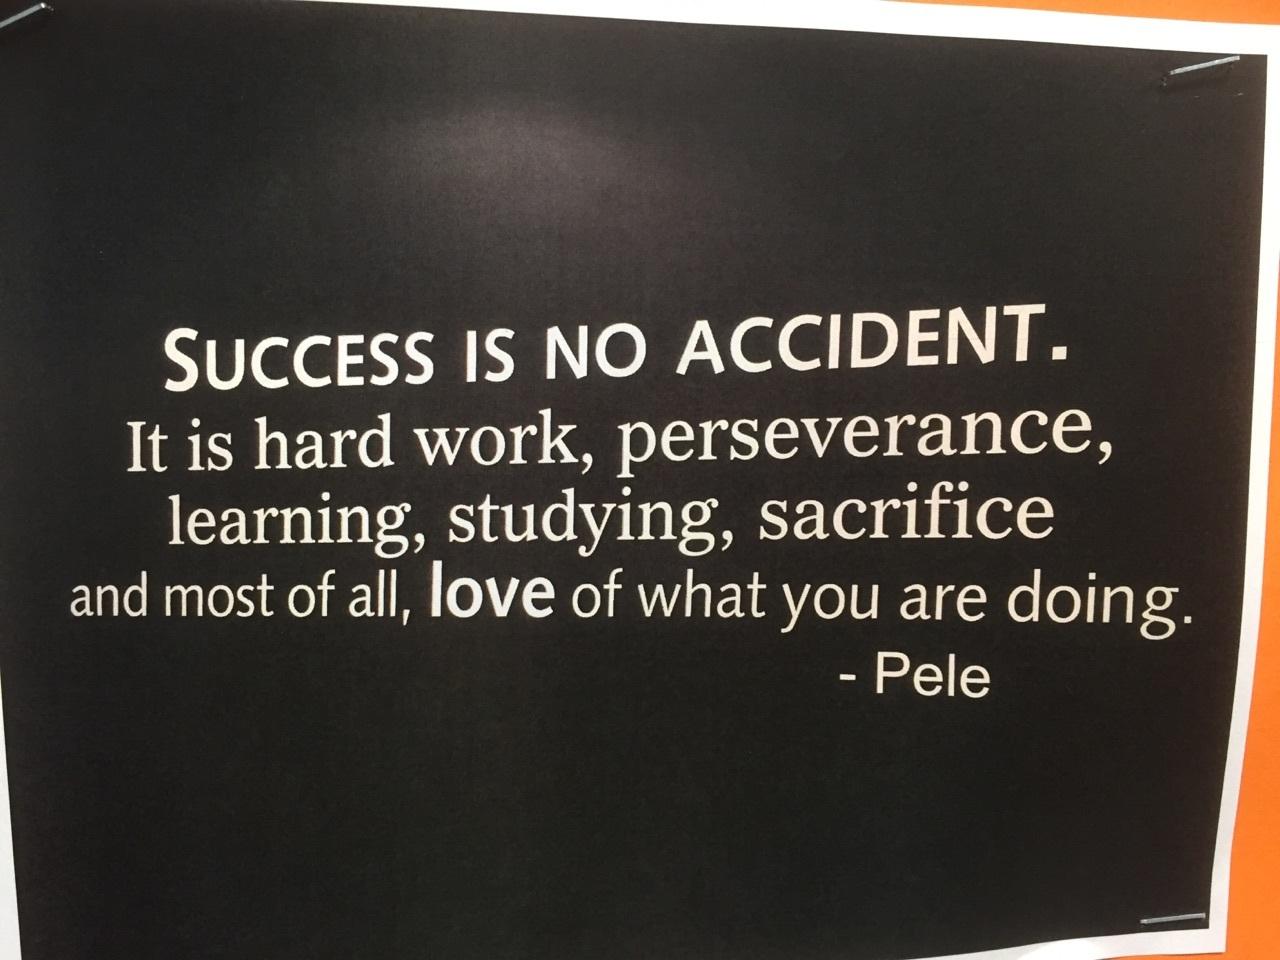 SUCCESS IS NO ACCIDENT.
It is hard work, perseverance,
learning, studying, sacrifice
and most of all, love of what you are doing.
- Pele